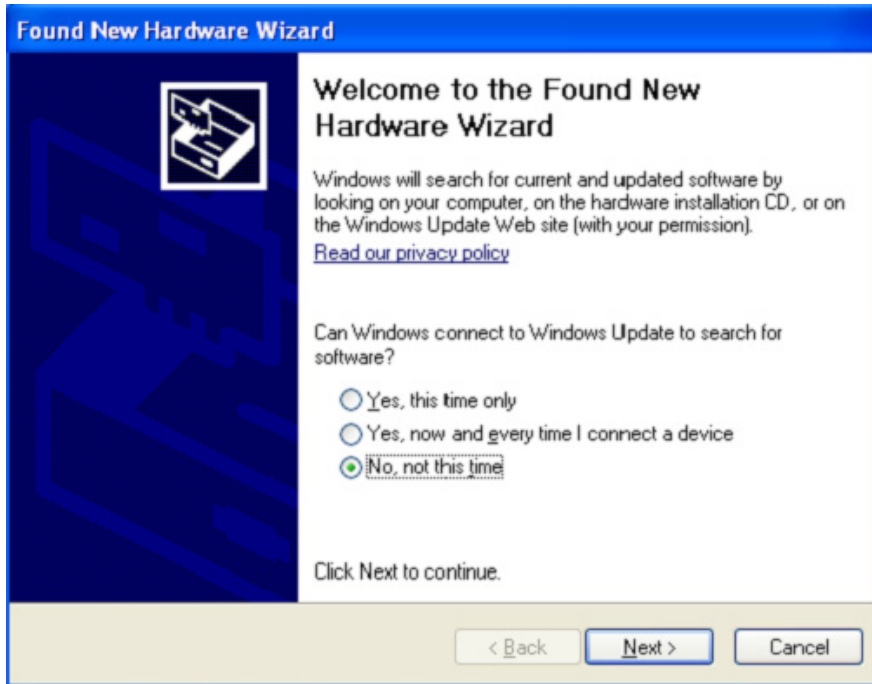 Found New Hardware Wizard
Welcome to the Found New
Hardware Wizard
Windows will search for current and updated software by
looking on your computer, on the hardware installation CD, or on
the Windows Update Web site (with your permission).
Read our privacy policy
Can Windows connect to Windows Update to search for
software?
Yes, this time only
Yes, now and every time I connect a device
No, not this time
Click Next to continue.
< Back Next > Cancel